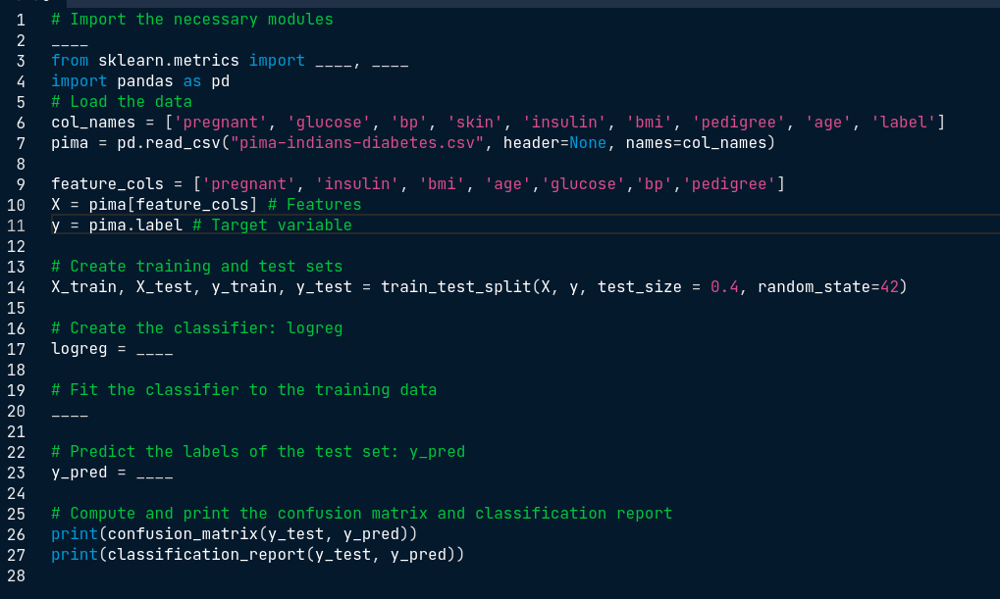 1 # Import the necessary modules
2 ____
3 from sklearn.metrics import ____, ____
4 import pandas as pd
5 # Load the data
6 col_names = ['pregnant', 'glucose', 'bp', 'skin', 'insulin', 'bmi', 'pedigree', 'age', 'label']
7 pima = pd.read_csv("pima-indians-diabetes.csv", header=None, names=col_names)
8
9 feature_cols = ['pregnant', 'insulin', 'bmi', 'age','glucose','bp','pedigree']
10 X = pima[feature_cols] # Features
11 y = pima.label # Target variable
12
13 # Create training and test sets
14 X_train, X_test, y_train, y_test = train_test_split(X, y, test_size = 0.4, random_state=42)
15
16 # Create the classifier: logreg
17 logreg = ____
18
19 # Fit the classifier to the training data
20 ____
21
22 # Predict the labels of the test set: y_pred
23 y_pred = ____
24
25 # Compute and print the confusion matrix and classification report
26 print(confusion_matrix(y_test, y_pred))
27 print(classification_report(y_test, y_pred))
28